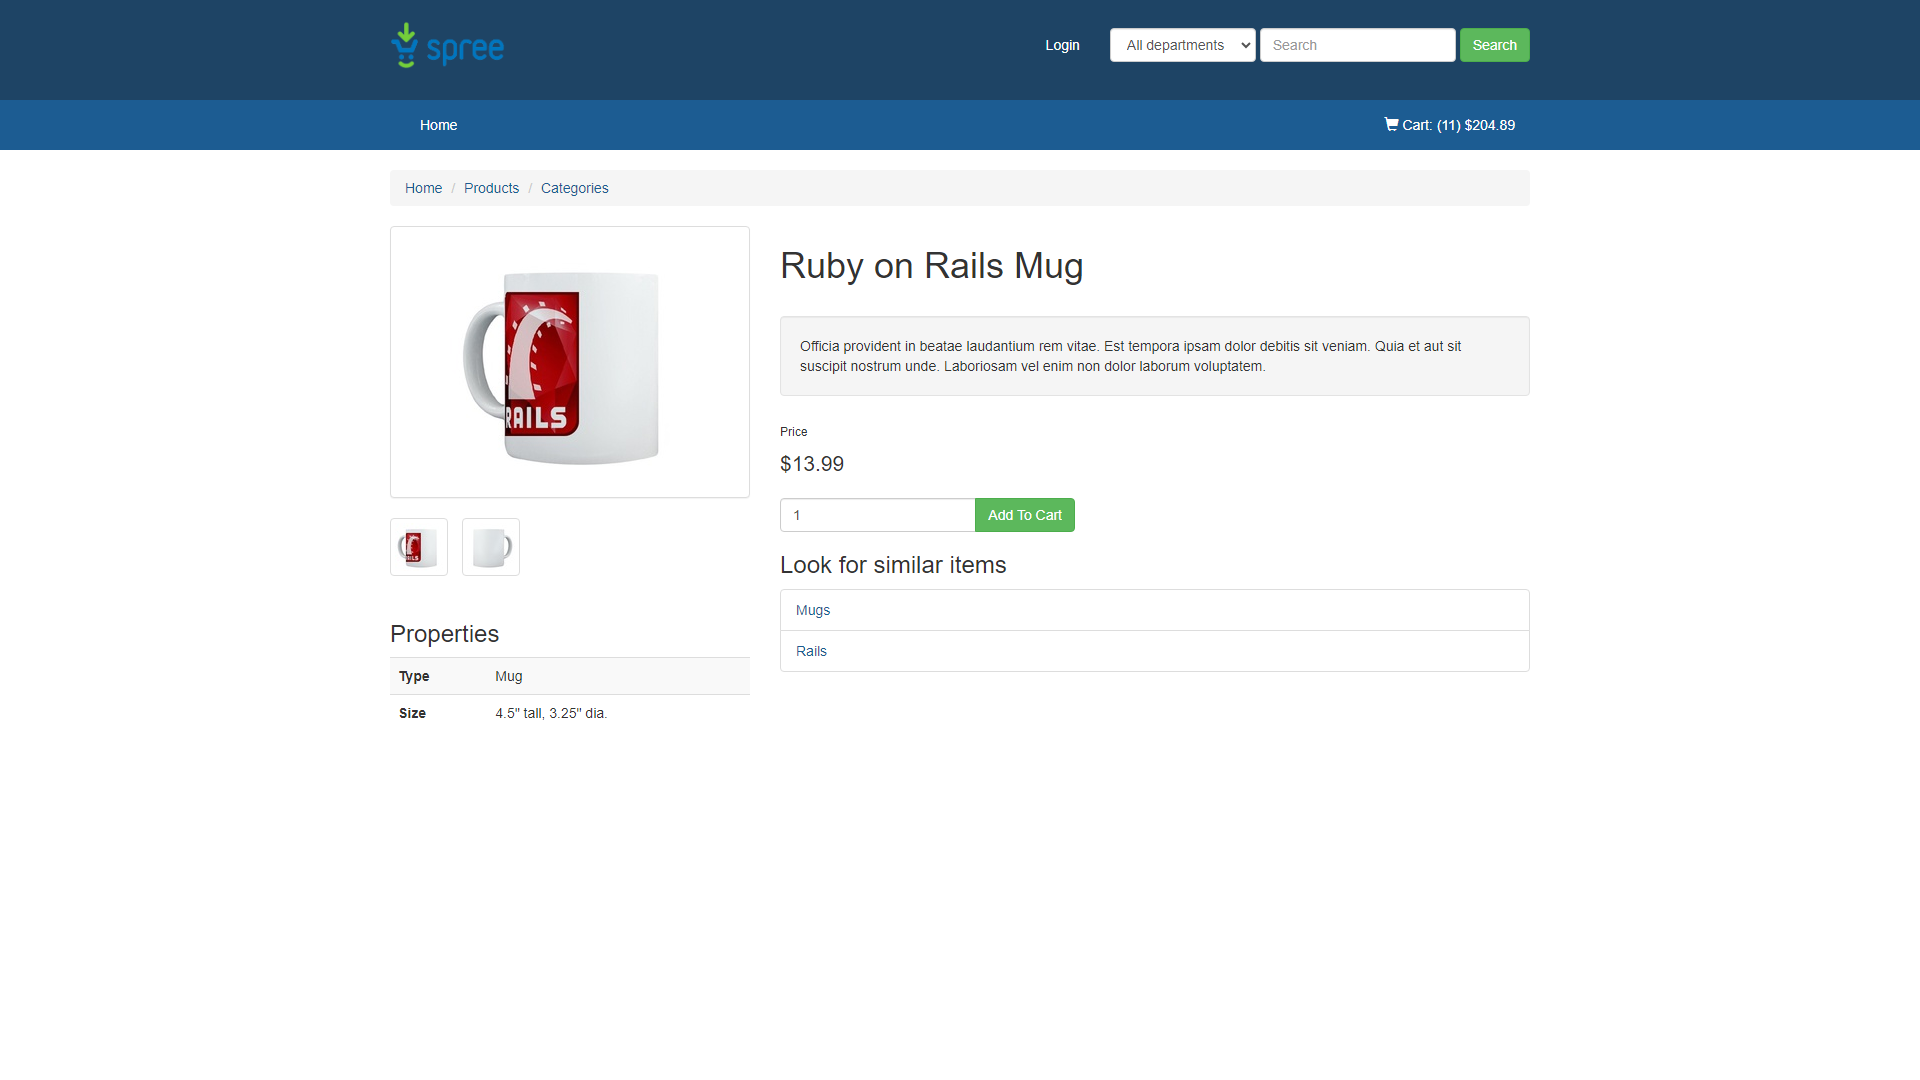 spree
Login
All departments
Search
Search
Home
Cart: (11) $204.89
Home / Products / Categories
RAILS
Ruby on Rails Mug
Officia provident in beatae laudantium rem vitae. Est tempora ipsam dolor debitis sit veniam. Quia et aut sit
suscipit nostrum unde. Laboriosam vel enim non dolor laborum voluptatem.
Price
$13.99
1
Add To Cart
Look for similar items
Mugs
Rails
RAILS
Properties
Type Mug
Size 4.5" tall, 3.25" dia.